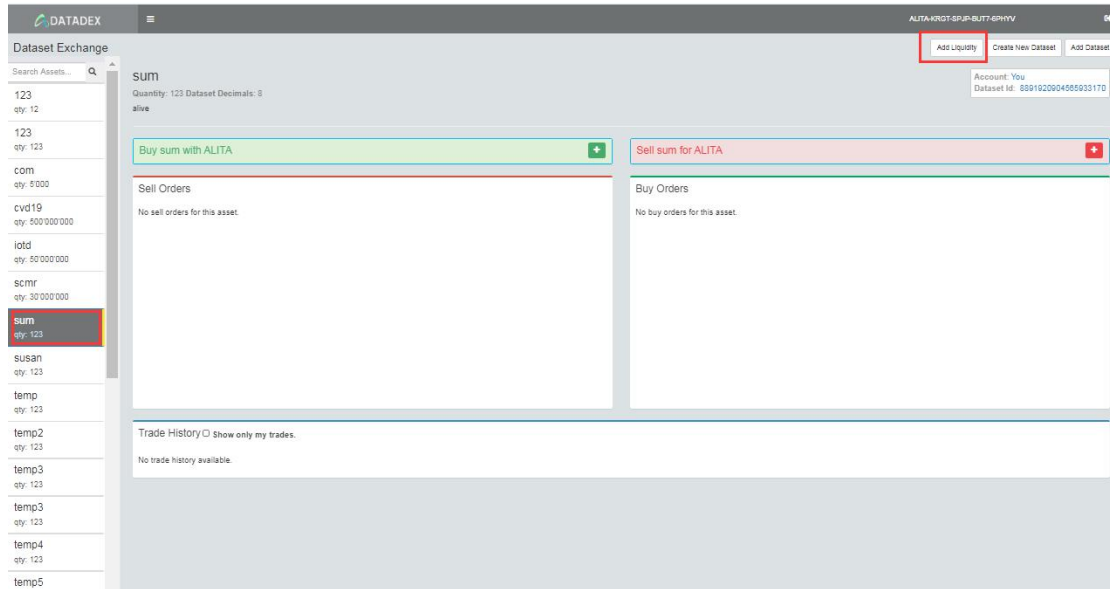 DATADEX
ALITA-KRGT-SPJP-BUT7-6PHYV
Dataset Exchange
Add Liquidity
Create New Dataset
Add Dataset
Search Assets...
123
qty: 12
123
qty: 123
com
qty: 5'000
cvd19
qty: 500'000'000
iotd
qty: 50'000'000
scmr
qty: 30'000'000
sum
qty: 123
susan
qty: 123
temp
qty: 123
temp2
qty: 123
temp3
qty: 123
temp3
qty: 123
temp4
qty: 123
temp5
sum
Quantity: 123 Dataset Decimals: 8
alive
Account: You
Dataset Id: 8891920904565933170
Buy sum with ALITA
Sell sum for ALITA
Sell Orders
No sell orders for this asset.
Buy Orders
No buy orders for this asset.
Trade History Show only my trades.
No trade history available.